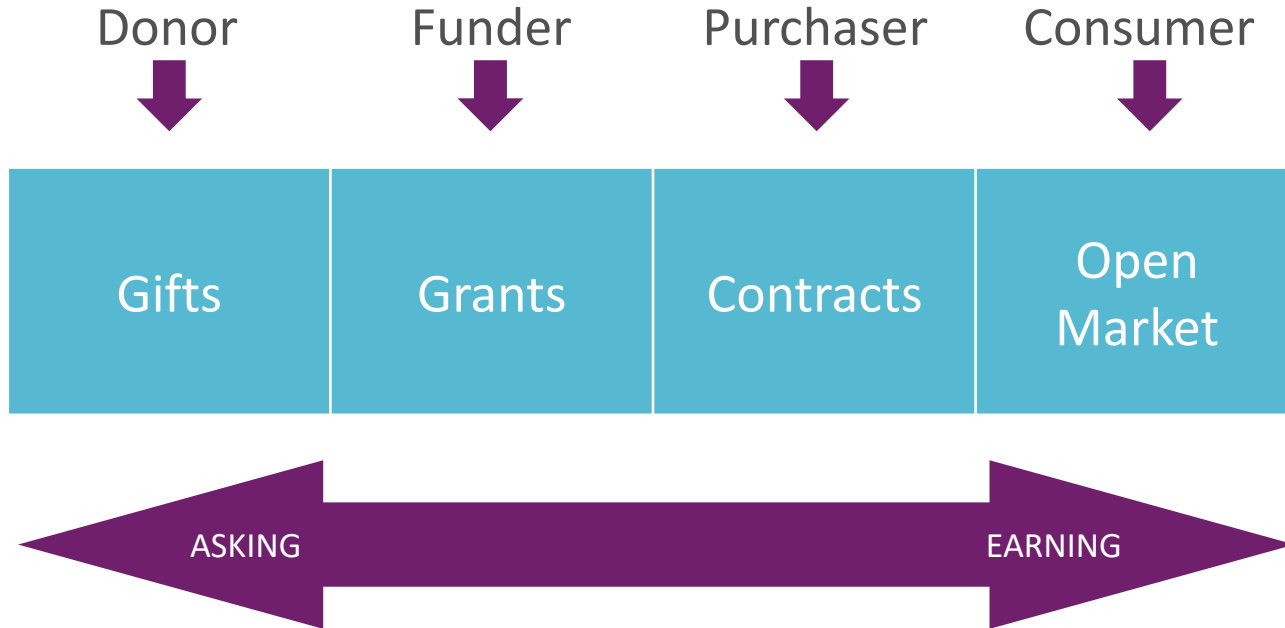 Donor
Funder
Purchaser
Consumer
Gifts
Grants
Contracts
Open
Market
ASKING
EARNING